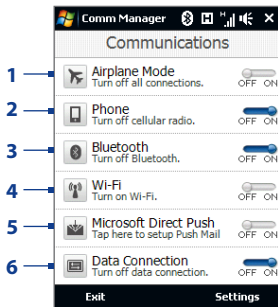 Comm Manager
Communications
1 Airplane Mode
Turn off all connections.
OFF ON
2 Phone
Turn off cellular radio.
OFF ON
3 Bluetooth
Turn off Bluetooth.
OFF ON
4 Wi-Fi
Turn on Wi-Fi.
OFF ON
5 Microsoft Direct Push
Tap here to setup Push Mail
OFF ON
6 Data Connection
Turn off data connection.
OFF ON
Exit Settings